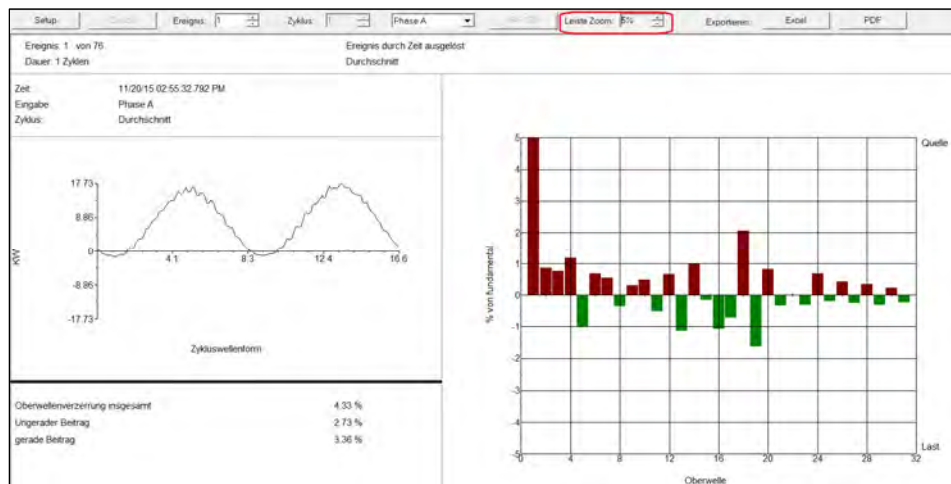 Setup
Ereignis: 1
Zyklus: 1
Phase A
Leiste Zoom: 5%
Exportieren:
Excel
PDF
Ereignis: 1 von 76
Ereignis durch Zeit ausgelöst
Dauer: 1 Zyklen
Durchschnitt
Zeit 11/20/15 02:55:32.792 PM
Eingabe Phase A
Zyklus: Durchschnitt
17.73
8.86
0
-8.86
-17.73
KW
4.1 8.3 12.4 16.6
Zykluswellenform
Oberwellenverzerrung insgesamt 4.33 %
Ungerader Beitrag 2.73 %
gerade Beitrag 3.36 %
Quelle
5
4
3
2
1
0
-1
-2
-3
-4
-5
% von fundamental
Last
0 4 8 12 16 20 24 28 32
Oberwelle